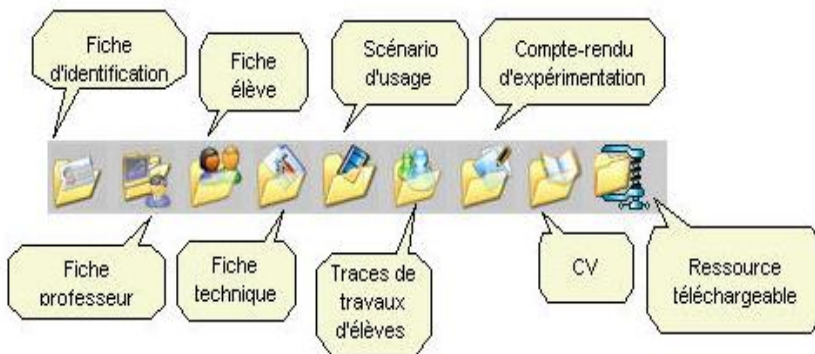 Fiche
d'identification
Fiche
élève
Scénario
d'usage
Compte-rendu
d'expérimentation
Fiche
professeur
Fiche
technique
Traces de
travaux
d'élèves
CV
Ressource
téléchargeable